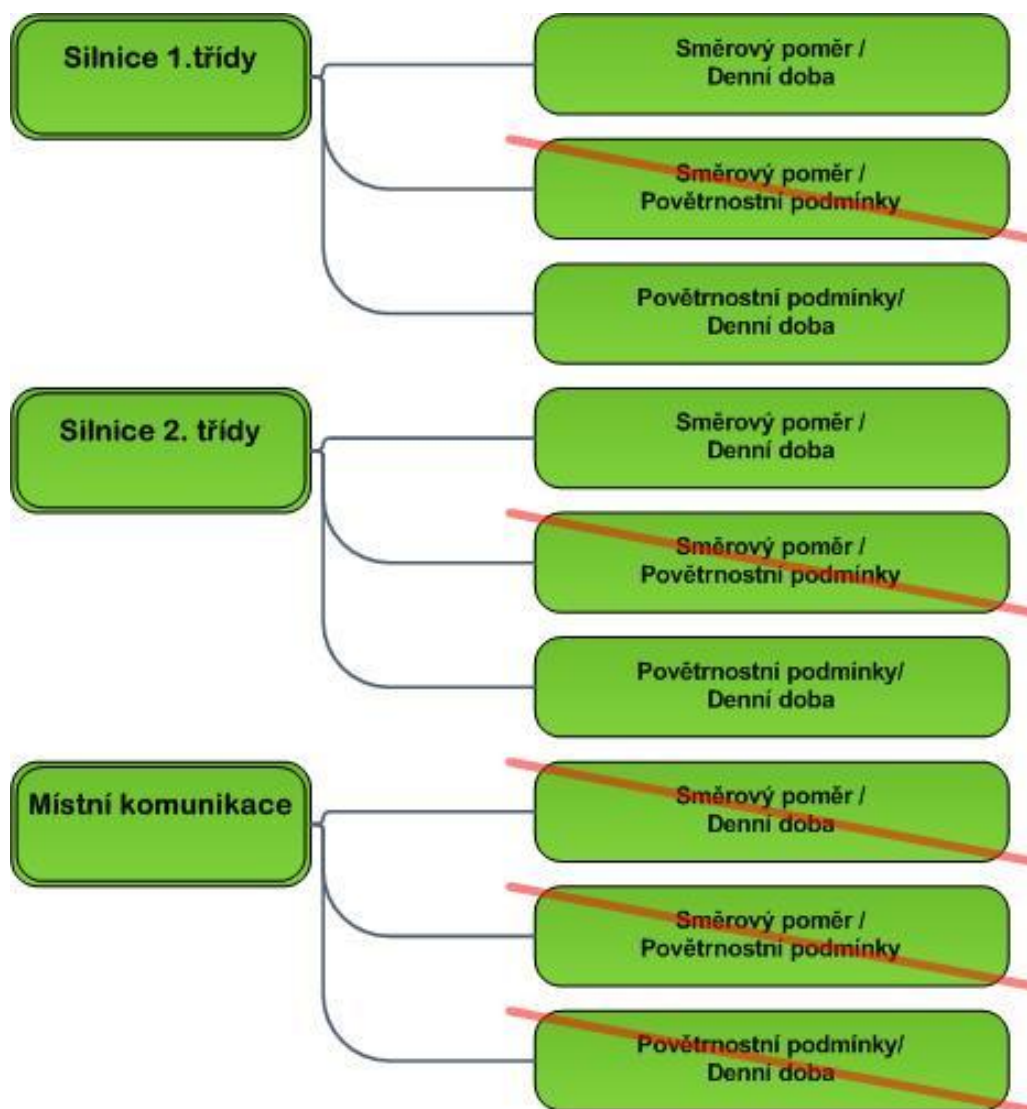 Silnice 1.třídy
Směrový poměr /
Denní doba
Směrový poměr /
Povětrnostní podmínky
Povětrnostní podmínky/
Denní doba
Silnice 2. třídy
Směrový poměr /
Denní doba
Směrový poměr /
Povětrnostní podmínky
Povětrnostní podmínky/
Denní doba
Místní komunikace
Směrový poměr /
Denní doba
Směrový poměr /
Povětrnostní podmínky
Povětrnostní podmínky/
Denní doba